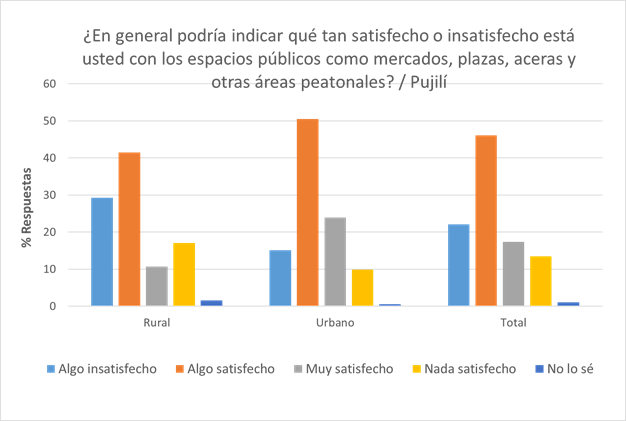 ¿En general podría indicar qué tan satisfecho o insatisfecho está
usted con los espacios públicos como mercados, plazas, aceras y
otras áreas peatonales? / Pujilí
60
50
40
30
20
10
0
% Respuestas
Rural
Urbano
Total
Algo insatisfecho
Algo satisfecho
Muy satisfecho
Nada satisfecho
No lo sé